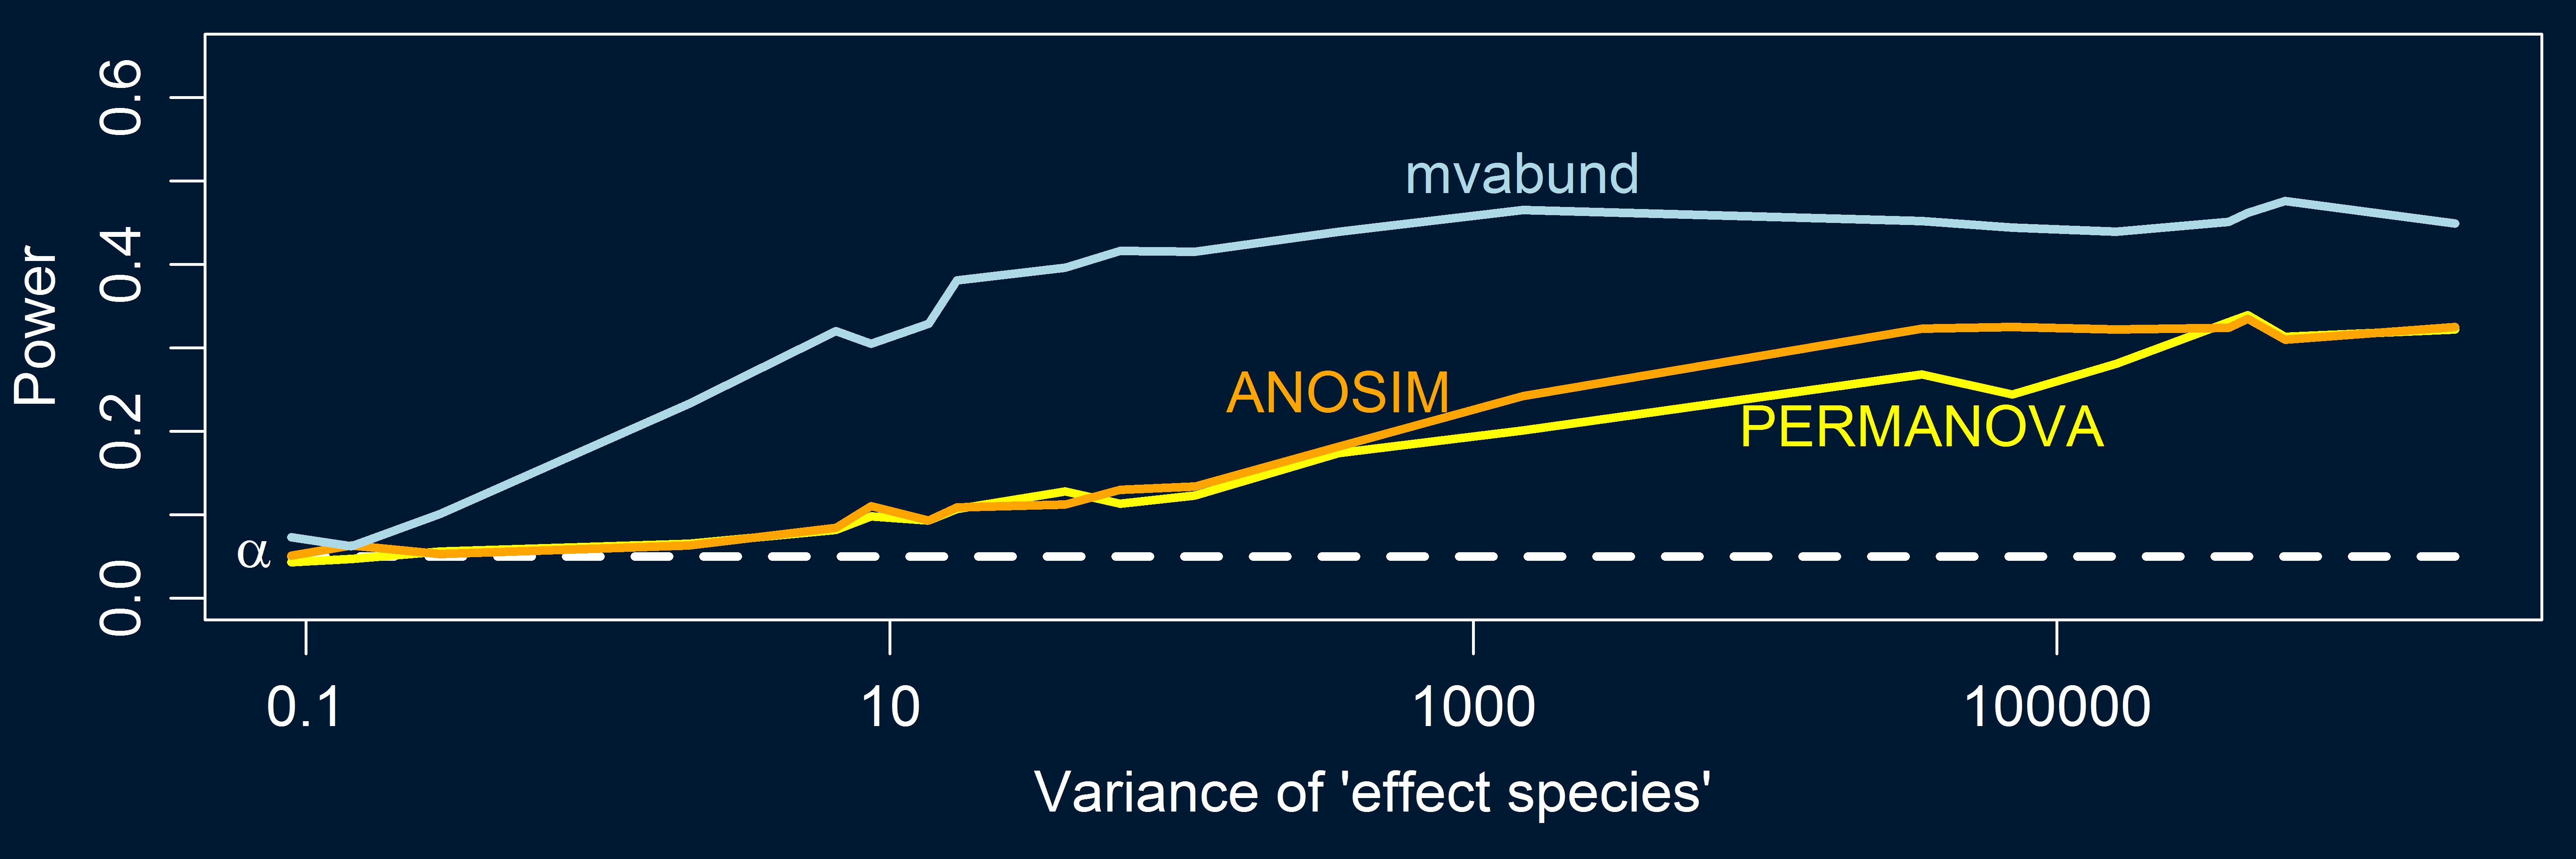 0.6
mvabund
0.4
Power
ANOSIM
0.2
PERMANOVA
α
0.0
0.1 10 1000 100000
Variance of 'effect species'